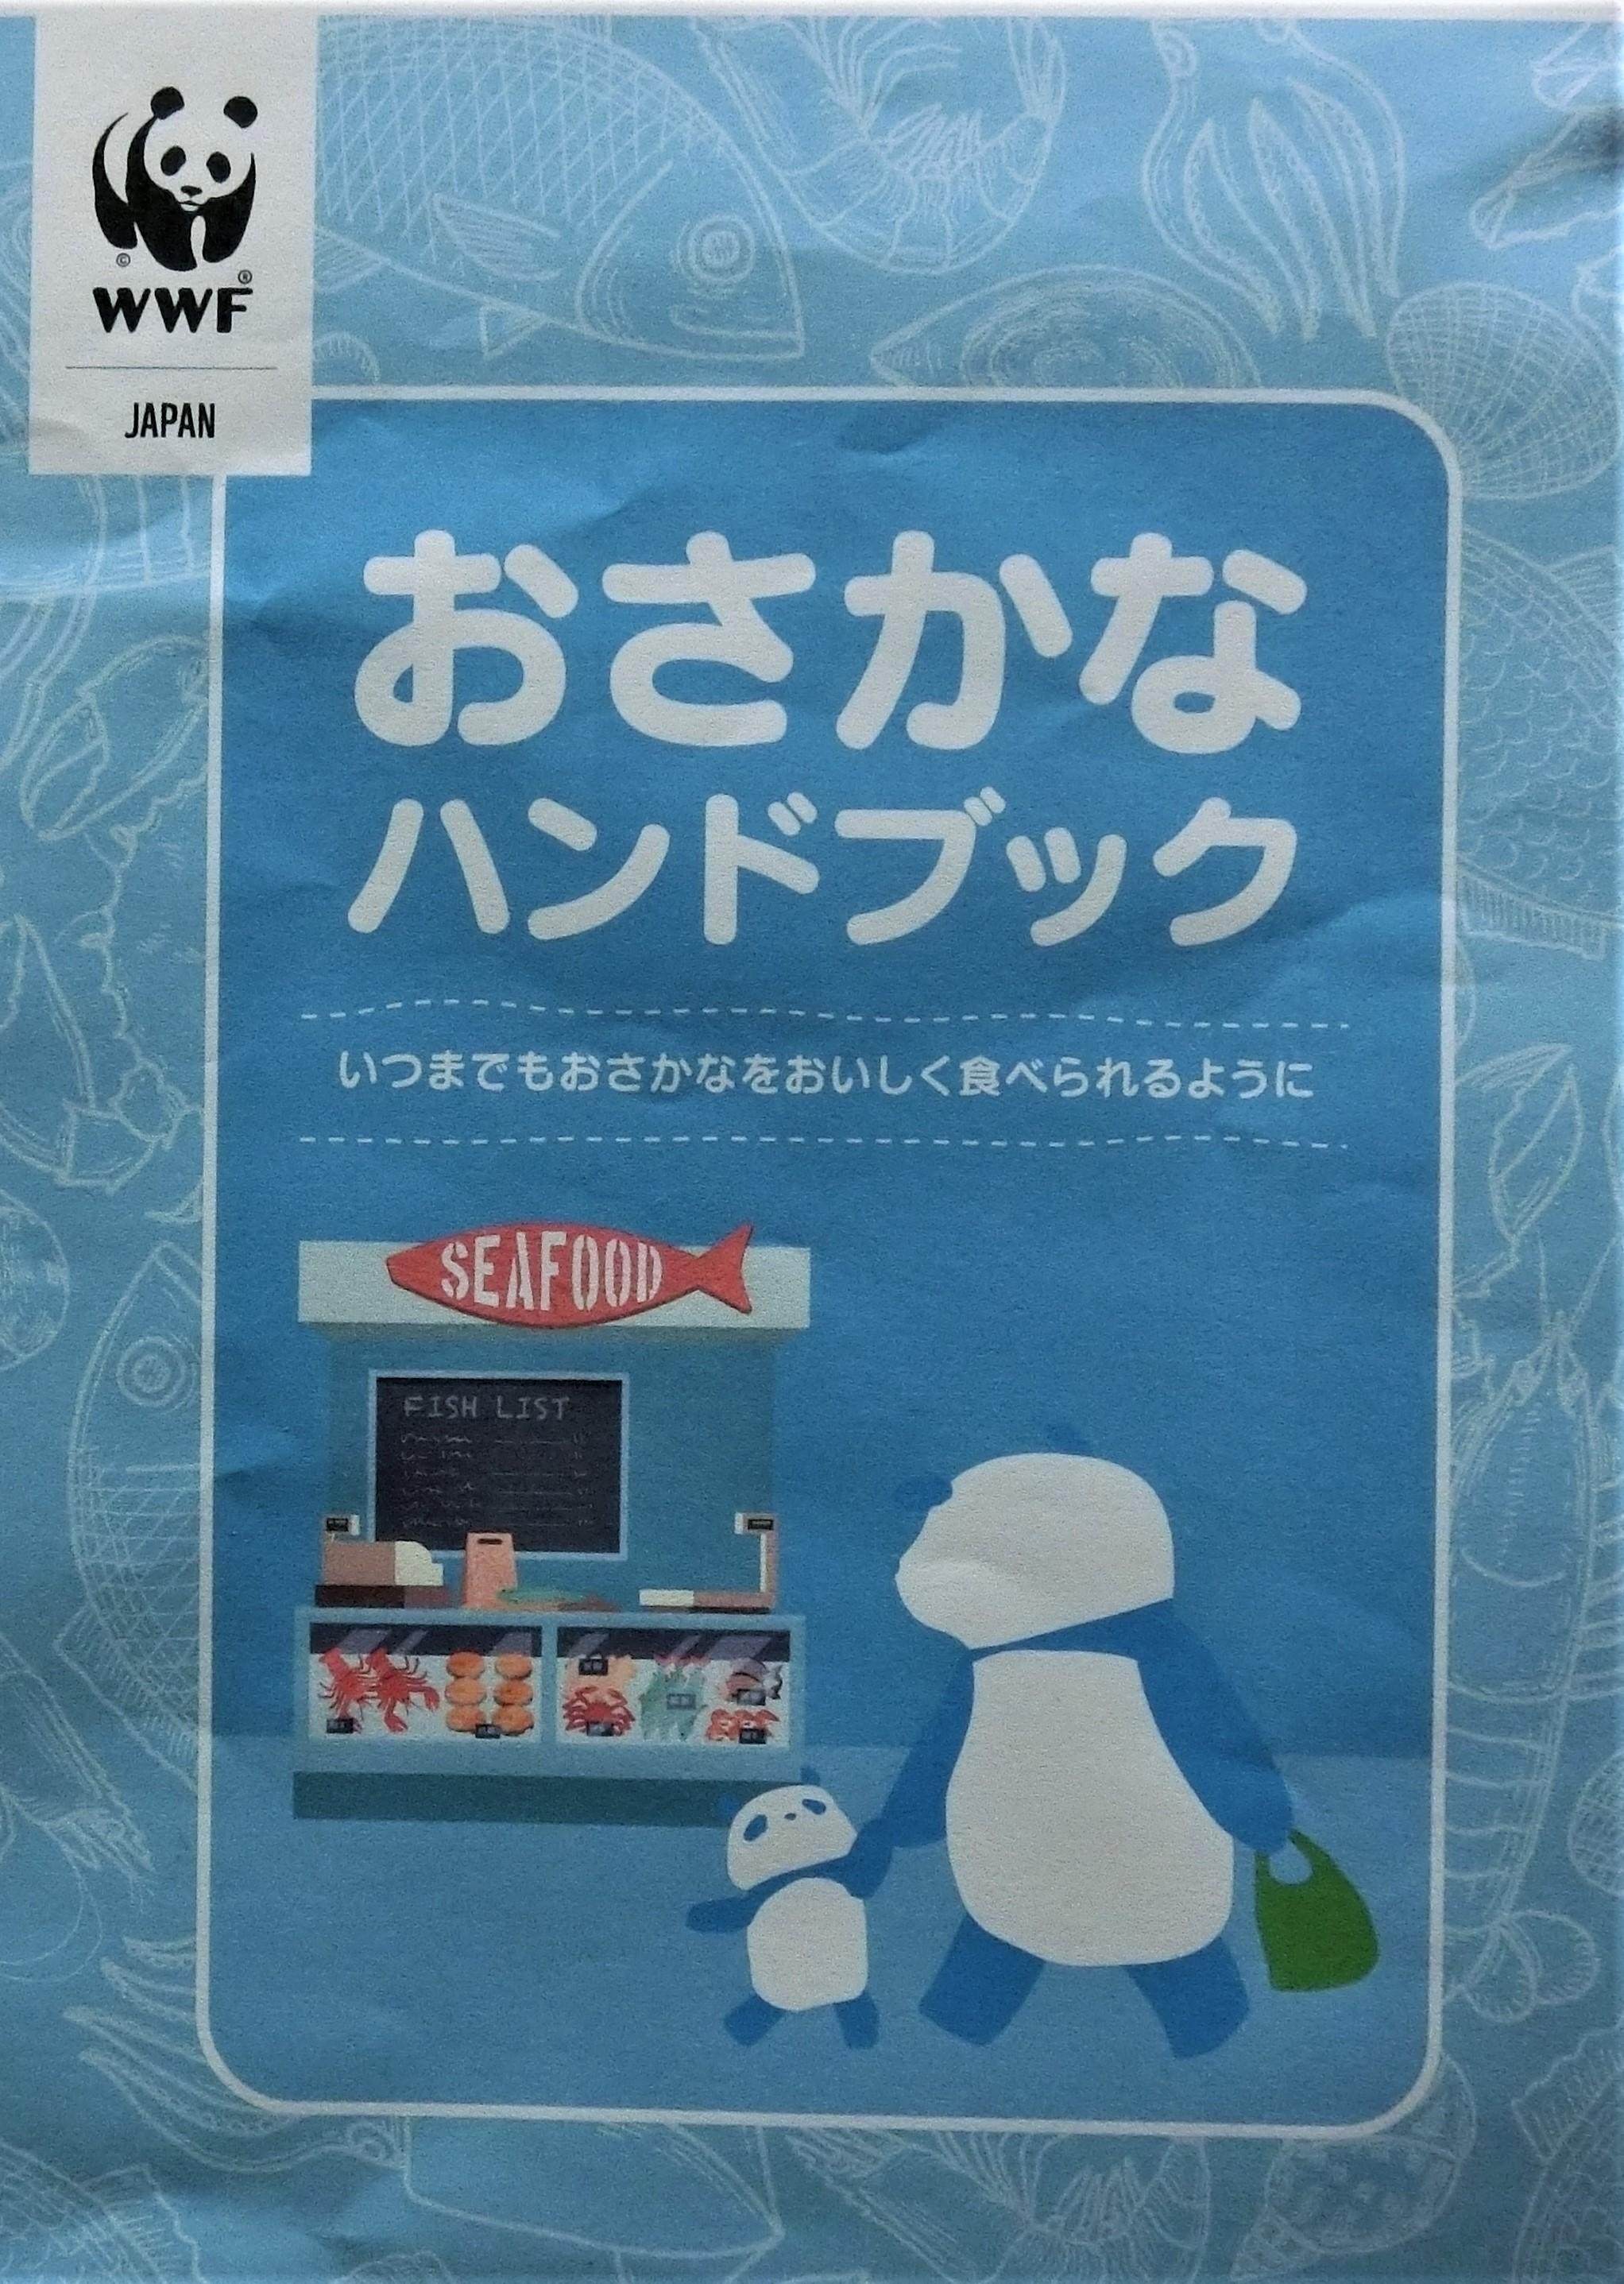 WWF
JAPAN
おさかな
ハンドブック
いつまでもおさかなをおいしく食べられるように
SEAFOOD
FISH LIST